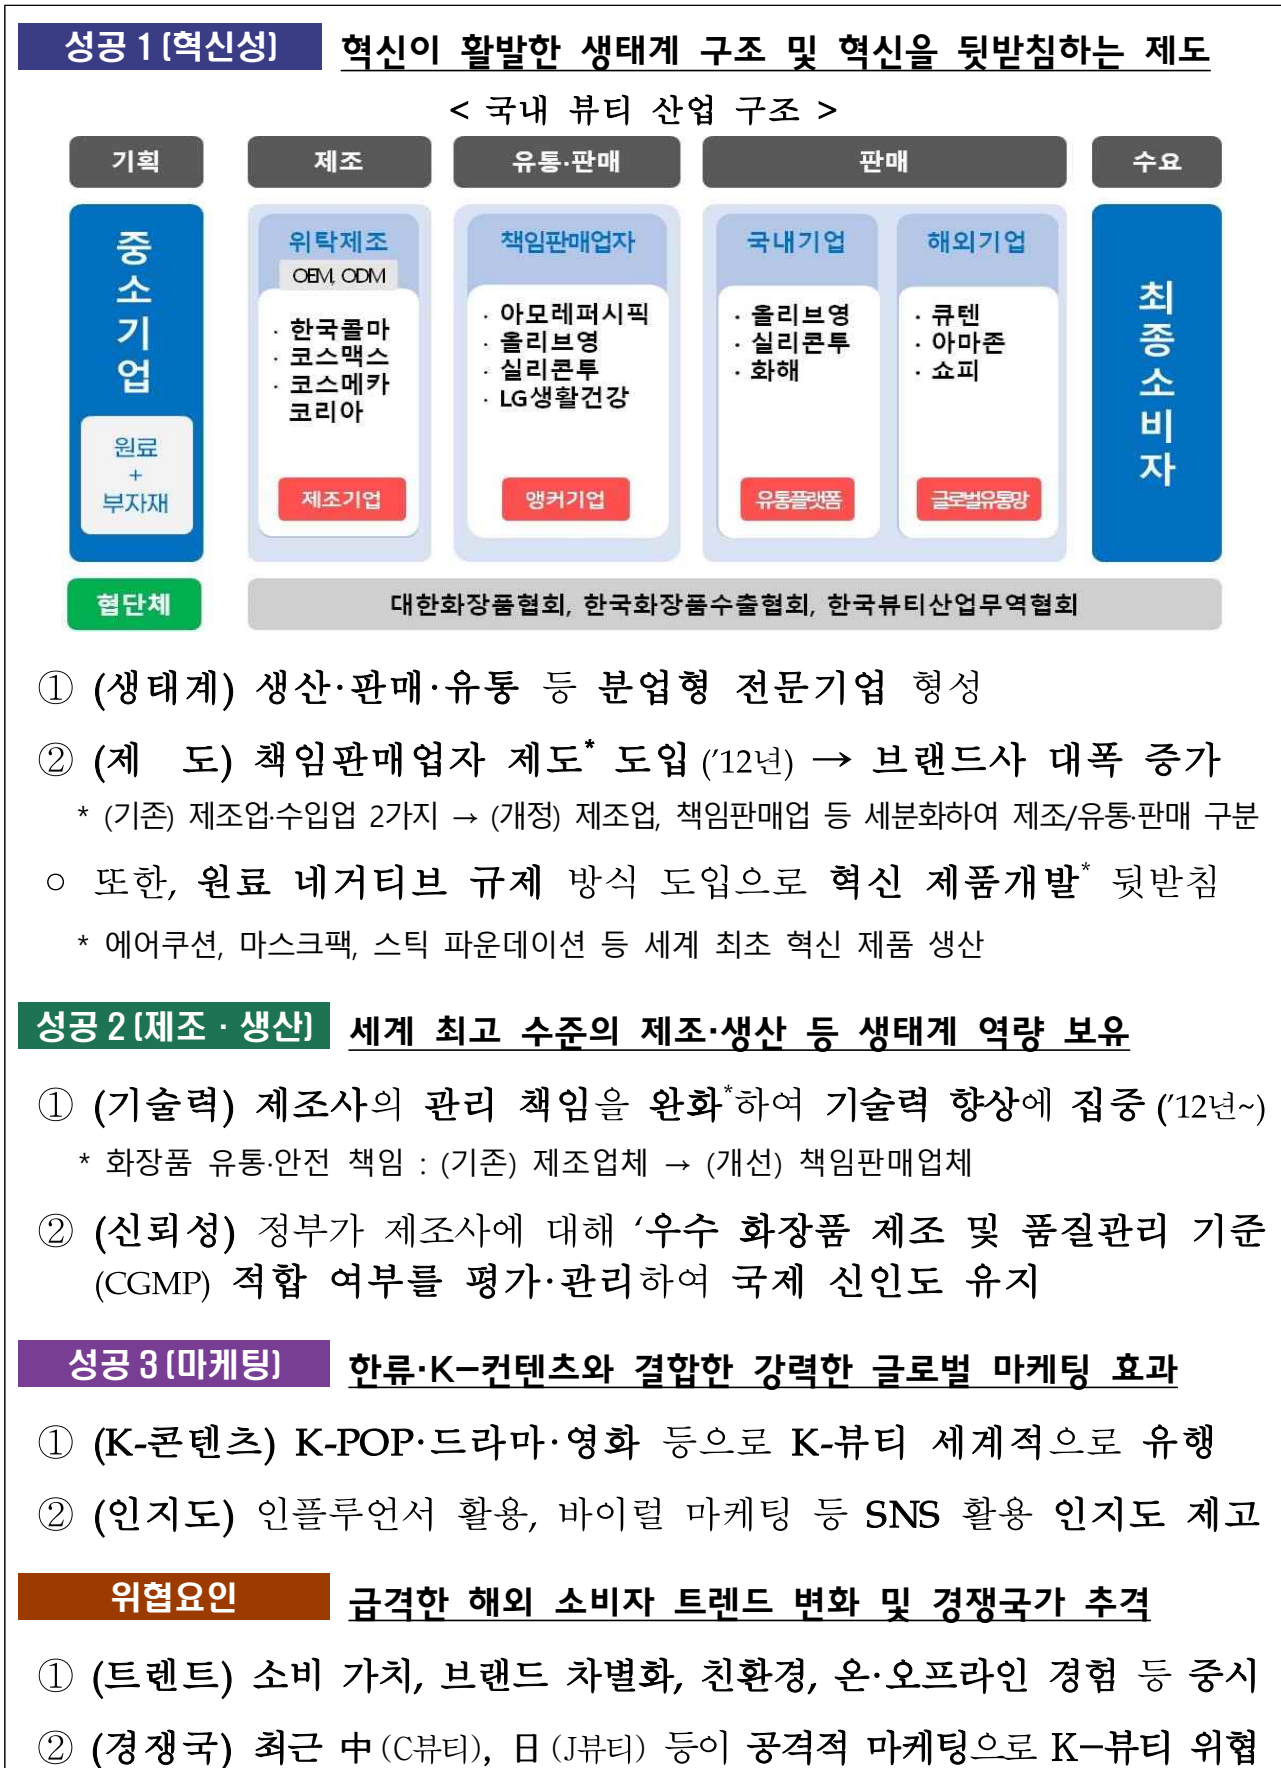 성공 1 (혁신성) 혁신이 활발한 생태계 구조 및 혁신을 뒷받침하는 제도
< 국내 뷰티 산업 구조 >
기획 제조 유통·판매 판매 수요
중소기업
원료
+
부자재
위탁제조
OEM, ODM
· 한국콜마
· 코스맥스
· 코스메카
코리아
제조기업
책임판매업자
· 아모레퍼시픽
· 올리브영
· 실리콘투
· LG생활건강
앵커기업
국내기업
· 올리브영
· 실리콘투
· 화해
유통플랫폼
해외기업
· 큐텐
· 아마존
· 쇼피
글로벌유통망
최종소비자
협단체 대한화장품협회, 한국화장품수출협회, 한국뷰티산업무역협회
① (생태계) 생산·판매·유통 등 분업형 전문기업 형성
② (제 도) 책임판매업자 제도* 도입 ('12년) → 브랜드사 대폭 증가
* (기존) 제조업·수입업 2가지 → (개정) 제조업, 책임판매업 등 세분화하여 제조/유통·판매 구분
○ 또한, 원료 네거티브 규제 방식 도입으로 혁신 제품개발* 뒷받침
* 에어쿠션, 마스크팩, 스틱 파운데이션 등 세계 최초 혁신 제품 생산
성공 2 (제조 · 생산) 세계 최고 수준의 제조·생산 등 생태계 역량 보유
① (기술력) 제조사의 관리 책임을 완화*하여 기술력 향상에 집중 ('12년~)
* 화장품 유통·안전 책임 : (기존) 제조업체 → (개선) 책임판매업체
② (신뢰성) 정부가 제조사에 대해 ‘우수 화장품 제조 및 품질관리 기준
(CGMP) 적합 여부를 평가·관리하여 국제 신인도 유지
성공 3 (마케팅) 한류·K-컨텐츠와 결합한 강력한 글로벌 마케팅 효과
① (K-콘텐츠) K-POP·드라마·영화 등으로 K-뷰티 세계적으로 유행
② (인지도) 인플루언서 활용, 바이럴 마케팅 등 SNS 활용 인지도 제고
위협요인 급격한 해외 소비자 트렌드 변화 및 경쟁국가 추격
① (트렌트) 소비 가치, 브랜드 차별화, 친환경, 온·오프라인 경험 등 중시
② (경쟁국) 최근 中(C뷰티), 日(J뷰티) 등이 공격적 마케팅으로 K-뷰티 위협